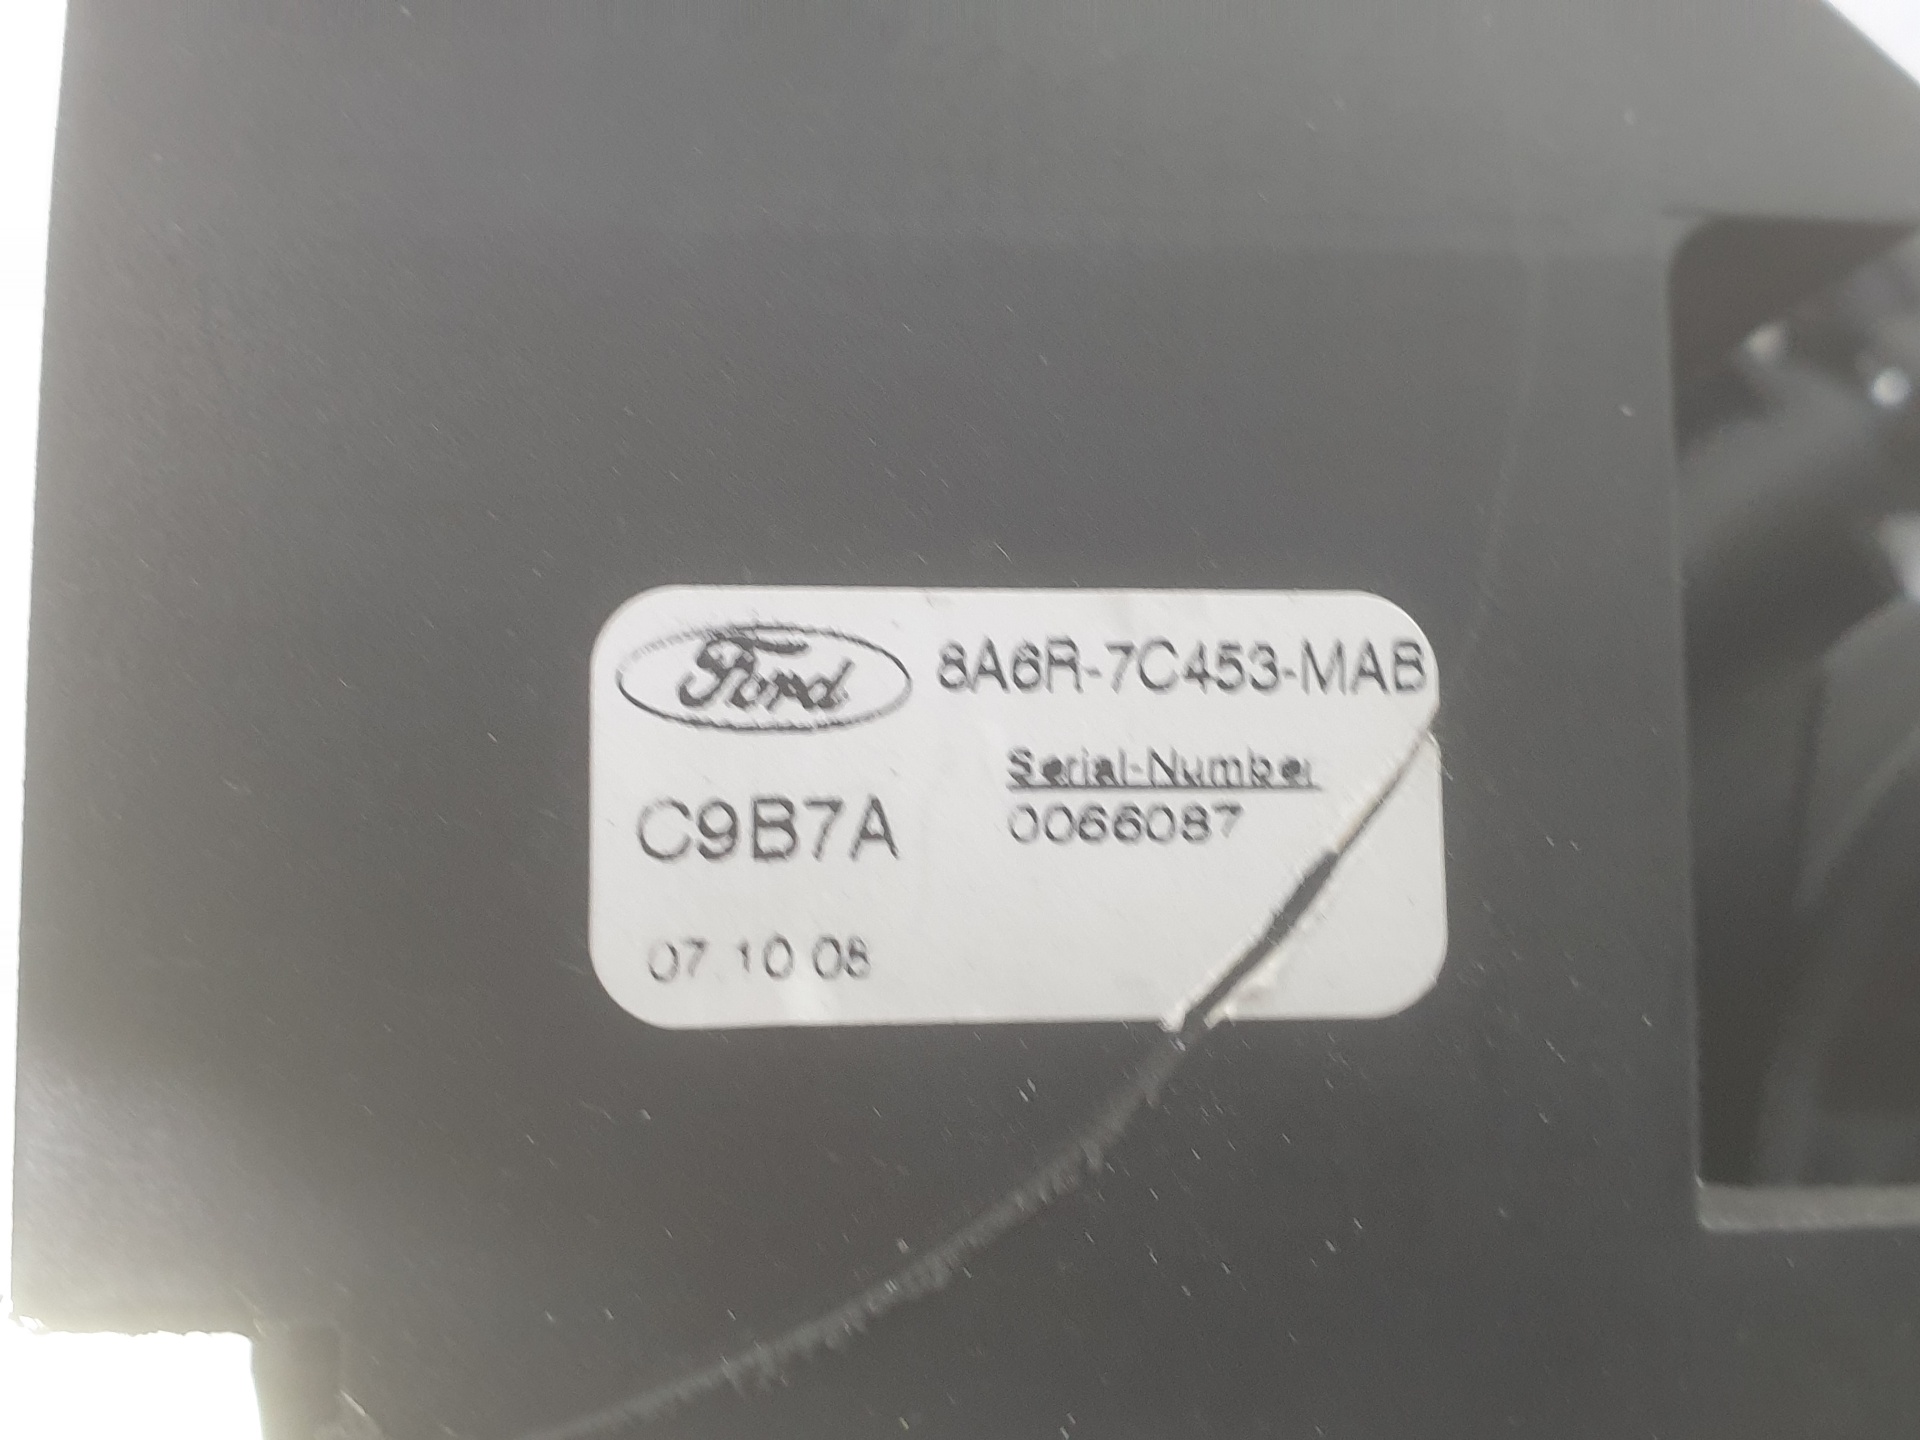 Ford 8A6R-7C453-MAB
Serial-Number
C9B7A 0066087
07 10 08